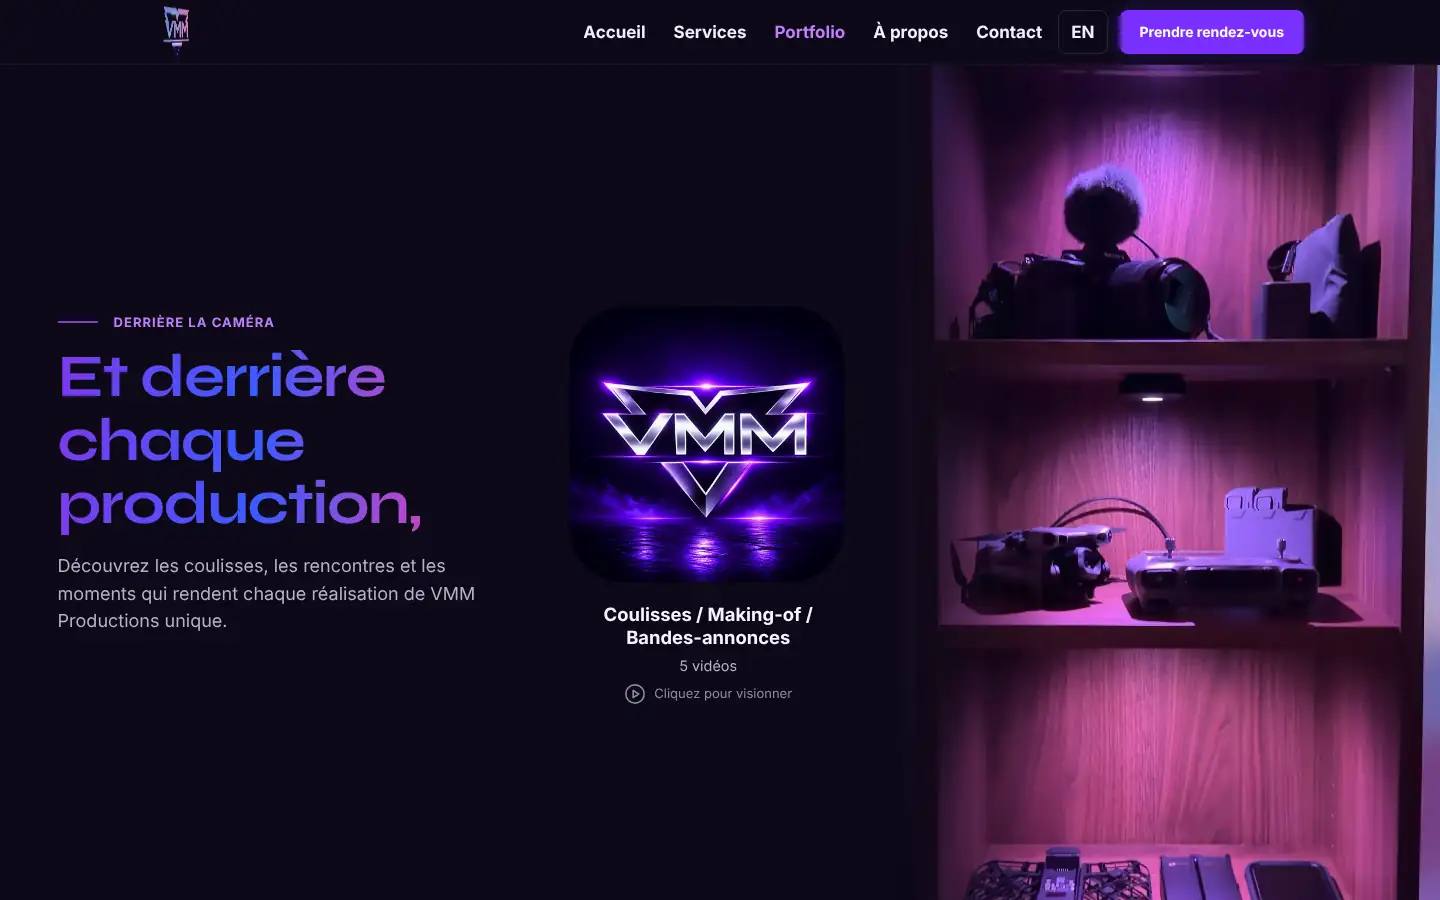 VMM
Accueil
Services
Portfolio
À propos
Contact
EN
Prendre rendez-vous
DERRIÈRE LA CAMÉRA
Et derrière
chaque
production,
Découvrez les coulisses, les rencontres et les
moments qui rendent chaque réalisation de VMM
Productions unique.
VMM
Coulisses / Making-of /
Bandes-annonces
5 vidéos
Cliquez pour visionner